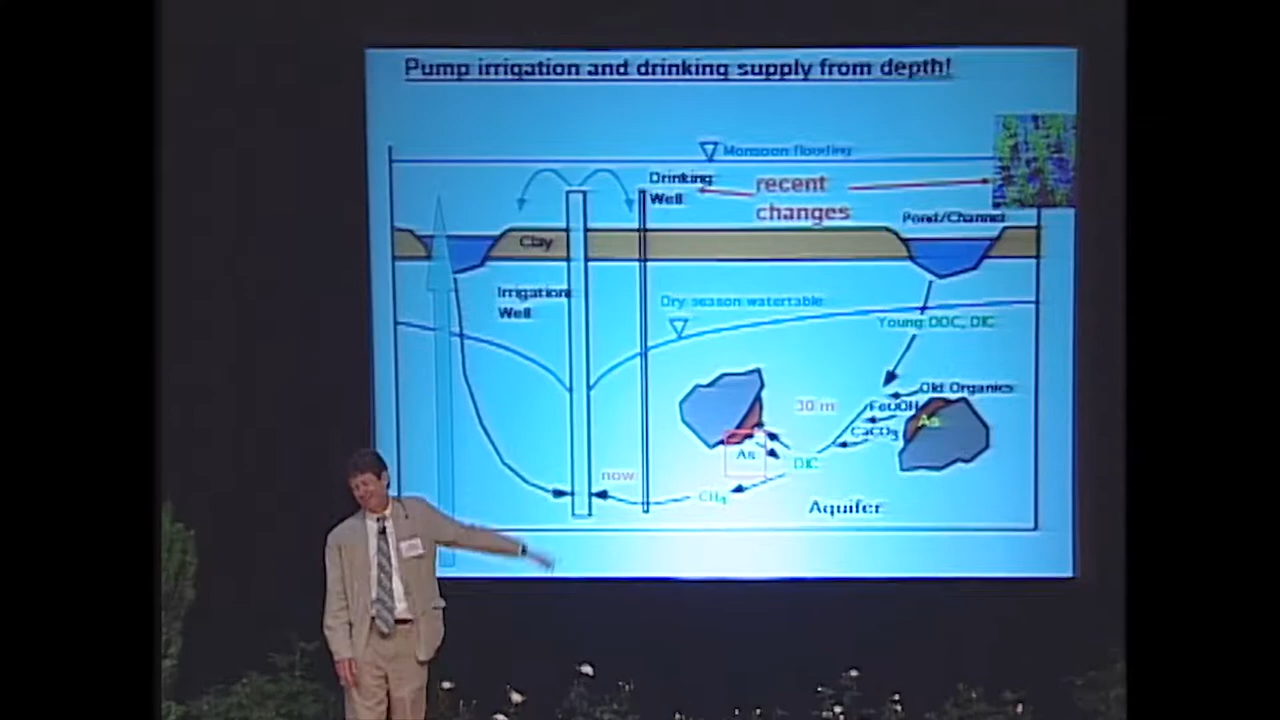 Pump irrigation and drinking supply from depth!
Monsoon flooding
Drinking
Well
recent
changes
Pond/Channel
Clay
Irrigation
Well
Dry season watertable
Young DOC, DIC
Old Organics
30 m
FeOOH
As
CaCO3
As
DIC
now
CH4
Aquifer